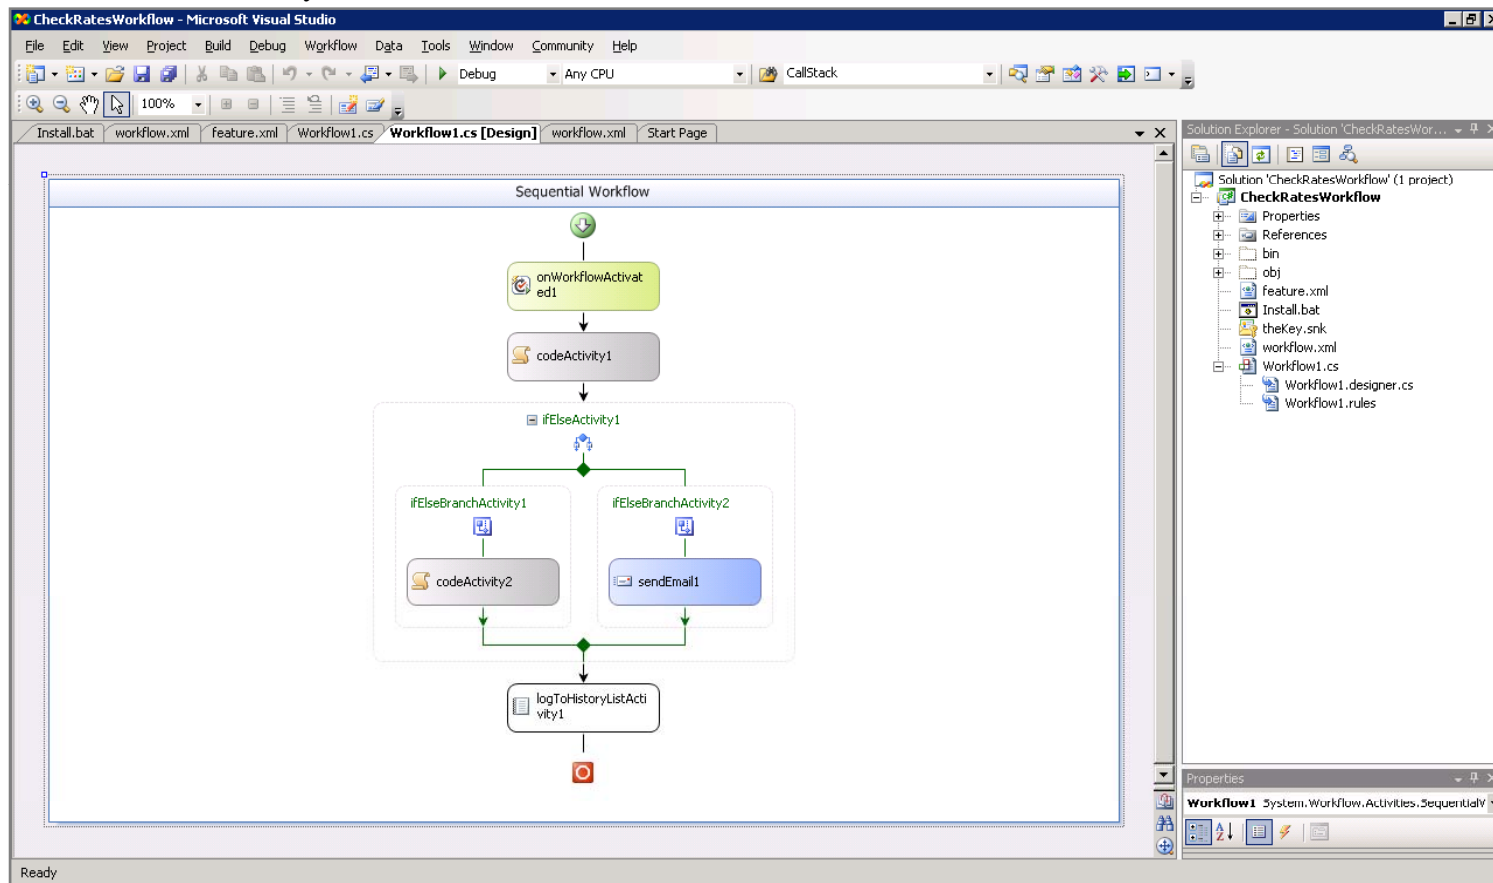 CheckRatesWorkflow - Microsoft Visual Studio
File Edit View Project Build Debug Workflow Data Tools Window Community Help
Debug Any CPU CallStack
100%
Install.bat workflow.xml feature.xml Workflow1.cs Workflow1.cs [Design] workflow.xml Start Page
Sequential Workflow
onWorkflowActivat
ed1
codeActivity1
ifElseActivity1
ifElseBranchActivity1 ifElseBranchActivity2
codeActivity2 sendEmail1
logToHistoryListActi
vity1
Solution Explorer - Solution 'CheckRatesWor...
Solution 'CheckRatesWorkflow' (1 project)
CheckRatesWorkflow
Properties
References
bin
obj
feature.xml
Install.bat
theKey.snk
workflow.xml
Workflow1.cs
Workflow1.designer.cs
Workflow1.rules
Properties
Workflow1 System.Workflow.Activities.SequentialW
Ready